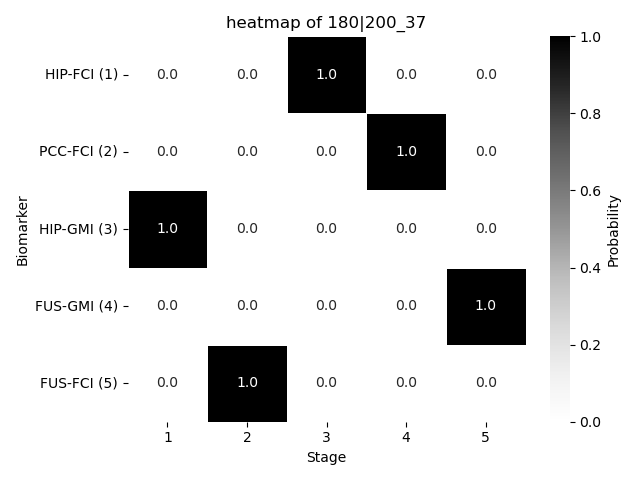 heatmap of 180|200_37
HIP-FCI (1) 0.0 0.0 1.0 0.0 0.0
PCC-FCI (2) 0.0 0.0 0.0 1.0 0.0
HIP-GMI (3) 1.0 0.0 0.0 0.0 0.0
FUS-GMI (4) 0.0 0.0 0.0 0.0 1.0
FUS-FCI (5) 0.0 1.0 0.0 0.0 0.0
1 2 3 4 5
Stage
Biomarker
1.0
0.8
0.6
0.4
0.2
0.0
Probability